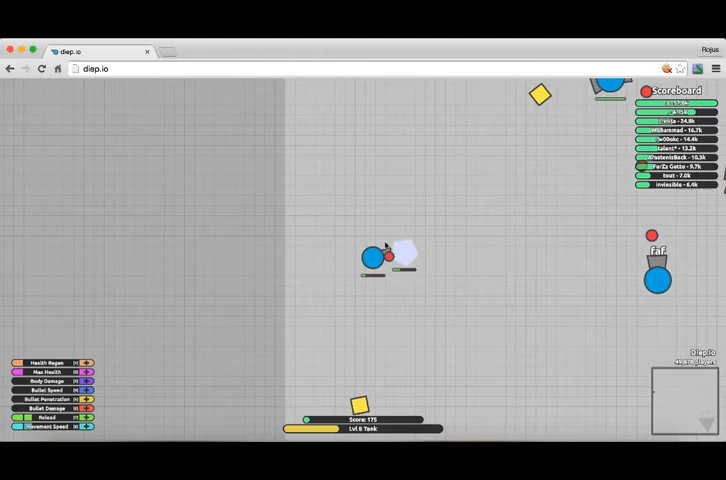 diep.io
Rojus
diep.io
Scoreboard
Mohammad - 16.7k
talent* - 13.2k
tout - 7.0k
invinsible - 6.4k
faf
Health Regen
Max Health
Body Damage
Bullet Speed
Bullet Penetration
Bullet Damage
Reload
Movement Speed
Diep.io
Score: 175
Lvl 8 Tank